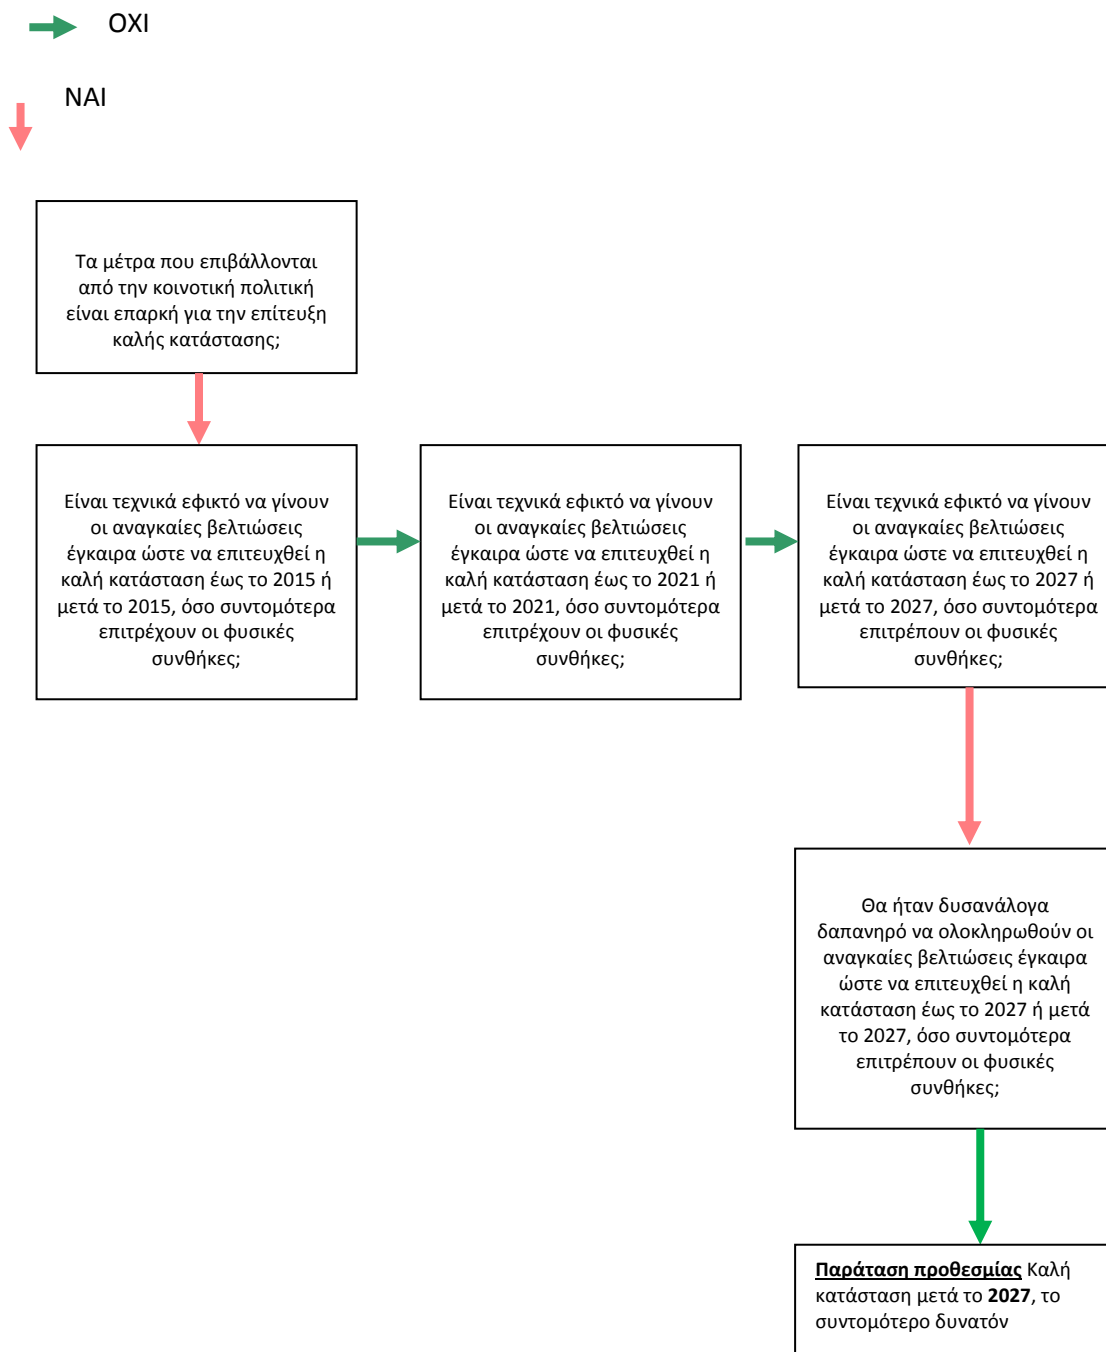 ΟΧΙ
ΝΑΙ
Τα μέτρα που επιβάλλονται
από την κοινοτική πολιτική
είναι επαρκή για την επίτευξη
καλής κατάστασης;
Είναι τεχνικά εφικτό να γίνουν
οι αναγκαίες βελτιώσεις
έγκαιρα ώστε να επιτευχθεί η
καλή κατάσταση έως το 2015 ή
μετά το 2015, όσο συντομότερα
επιτρέχουν οι φυσικές
συνθήκες;
Είναι τεχνικά εφικτό να γίνουν
οι αναγκαίες βελτιώσεις
έγκαιρα ώστε να επιτευχθεί η
καλή κατάσταση έως το 2021 ή
μετά το 2021, όσο συντομότερα
επιτρέχουν οι φυσικές
συνθήκες;
Είναι τεχνικά εφικτό να γίνουν
οι αναγκαίες βελτιώσεις
έγκαιρα ώστε να επιτευχθεί η
καλή κατάσταση έως το 2027 ή
μετά το 2027, όσο συντομότερα
επιτρέπουν οι φυσικές
συνθήκες;
Θα ήταν δυσανάλογα
δαπανηρό να ολοκληρωθούν οι
αναγκαίες βελτιώσεις έγκαιρα
ώστε να επιτευχθεί η καλή
κατάσταση έως το 2027 ή μετά
το 2027, όσο συντομότερα
επιτρέπουν οι φυσικές
συνθήκες;
Παράταση προθεσμίας Καλή
κατάσταση μετά το 2027, το
συντομότερο δυνατόν